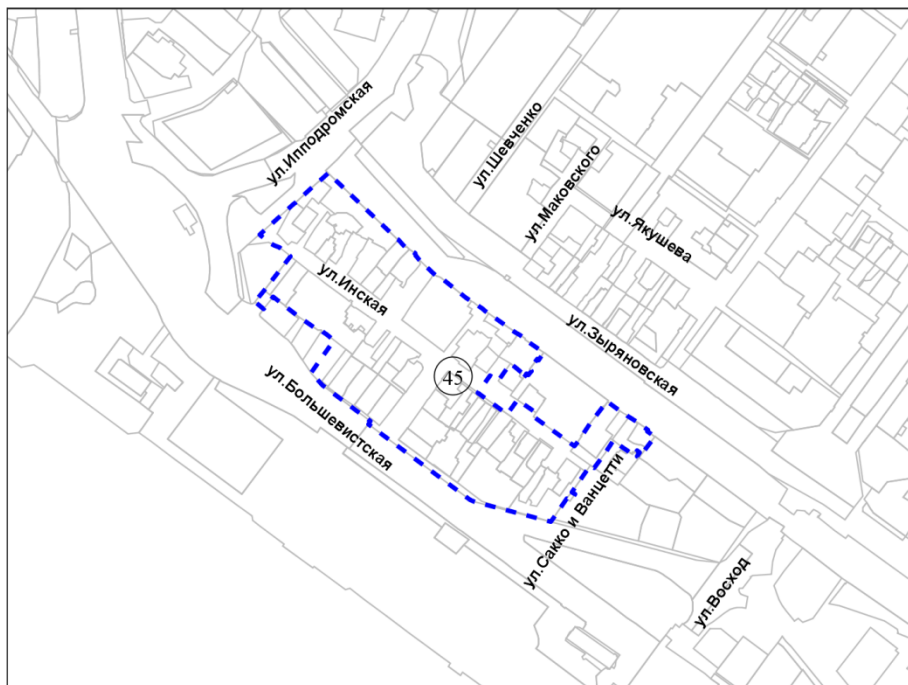 ул.Ипподромская
ул.Шевченко
ул.Маковского
ул.Якушева
ул.Инская
ул.Зыряновская
45
ул.Большевистская
ул.Сакко и Ванцетти
ул.Восход